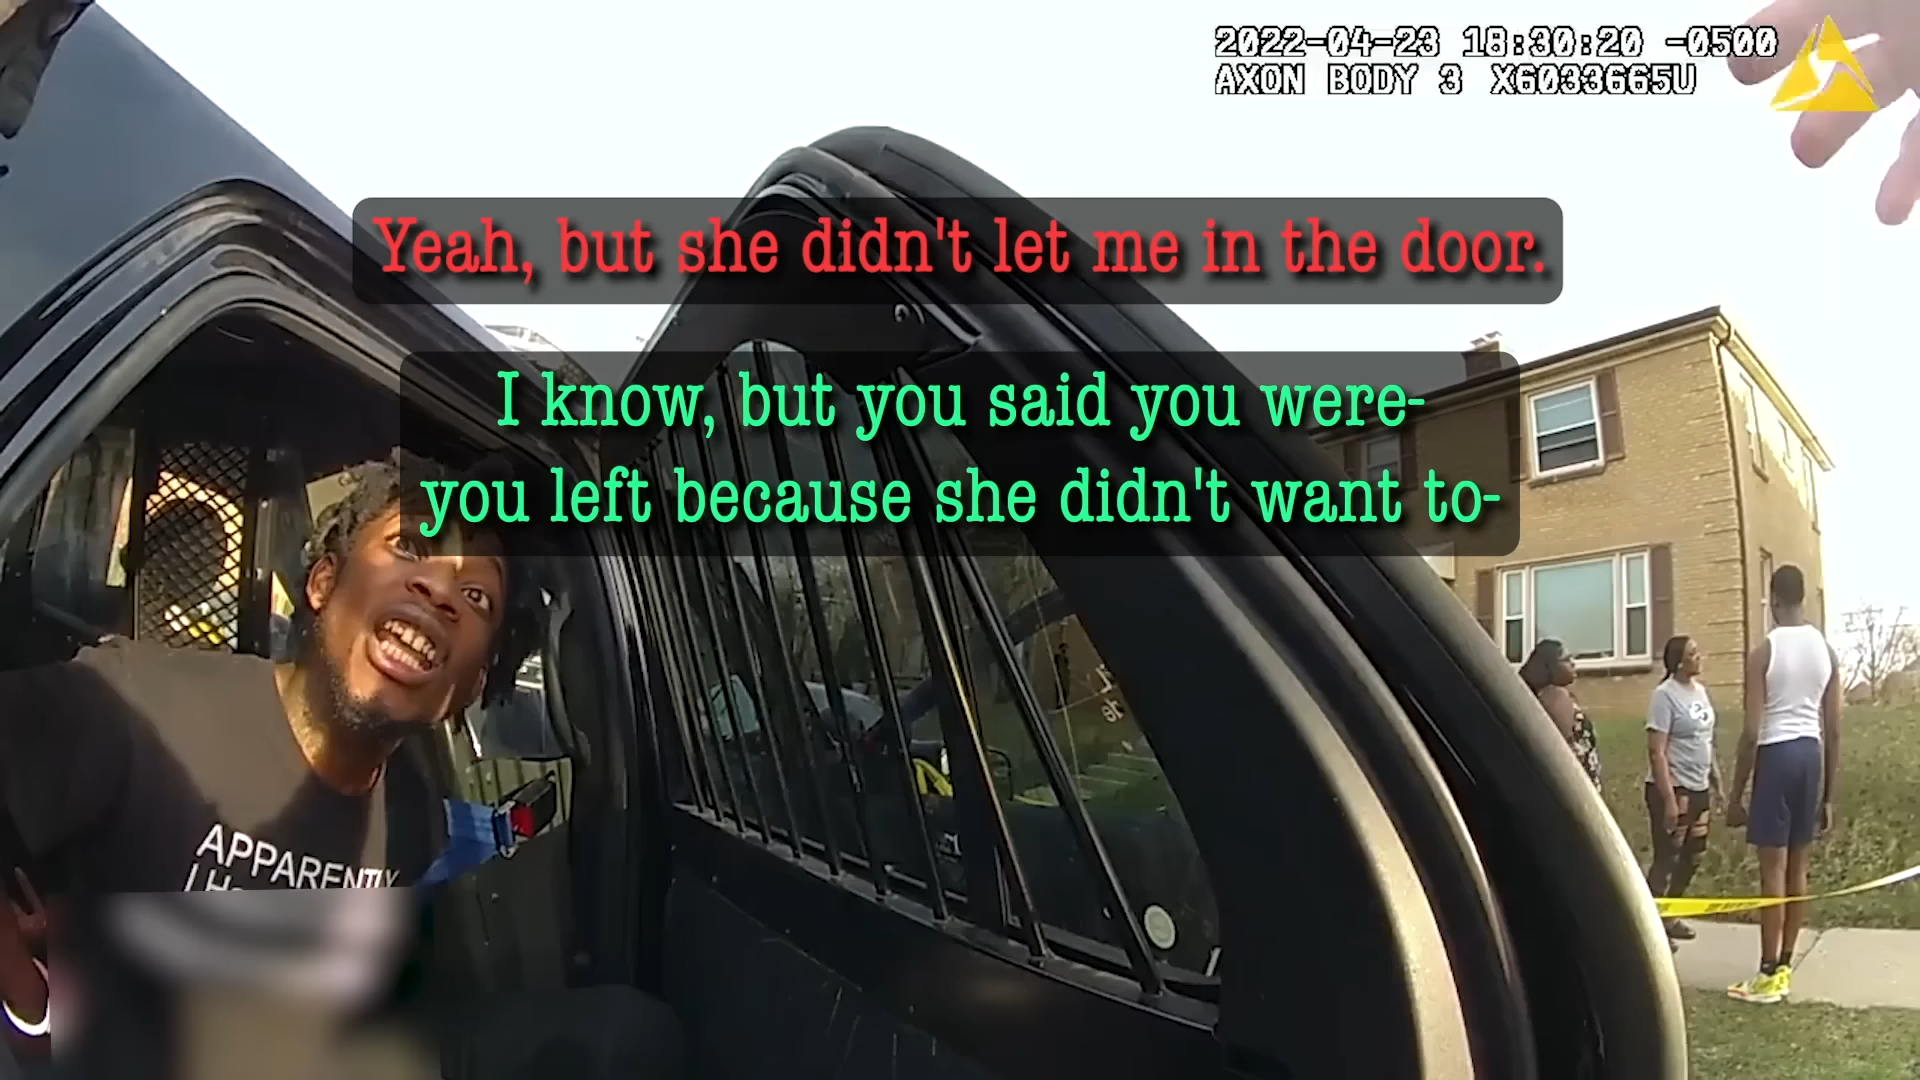 2022-04-23 18:30:20 -0500
AXON BODY 3 X6033665U
Yeah, but she didn't let me in the door.
I know, but you said you were-
you left because she didn't want to-
APPARENTLY